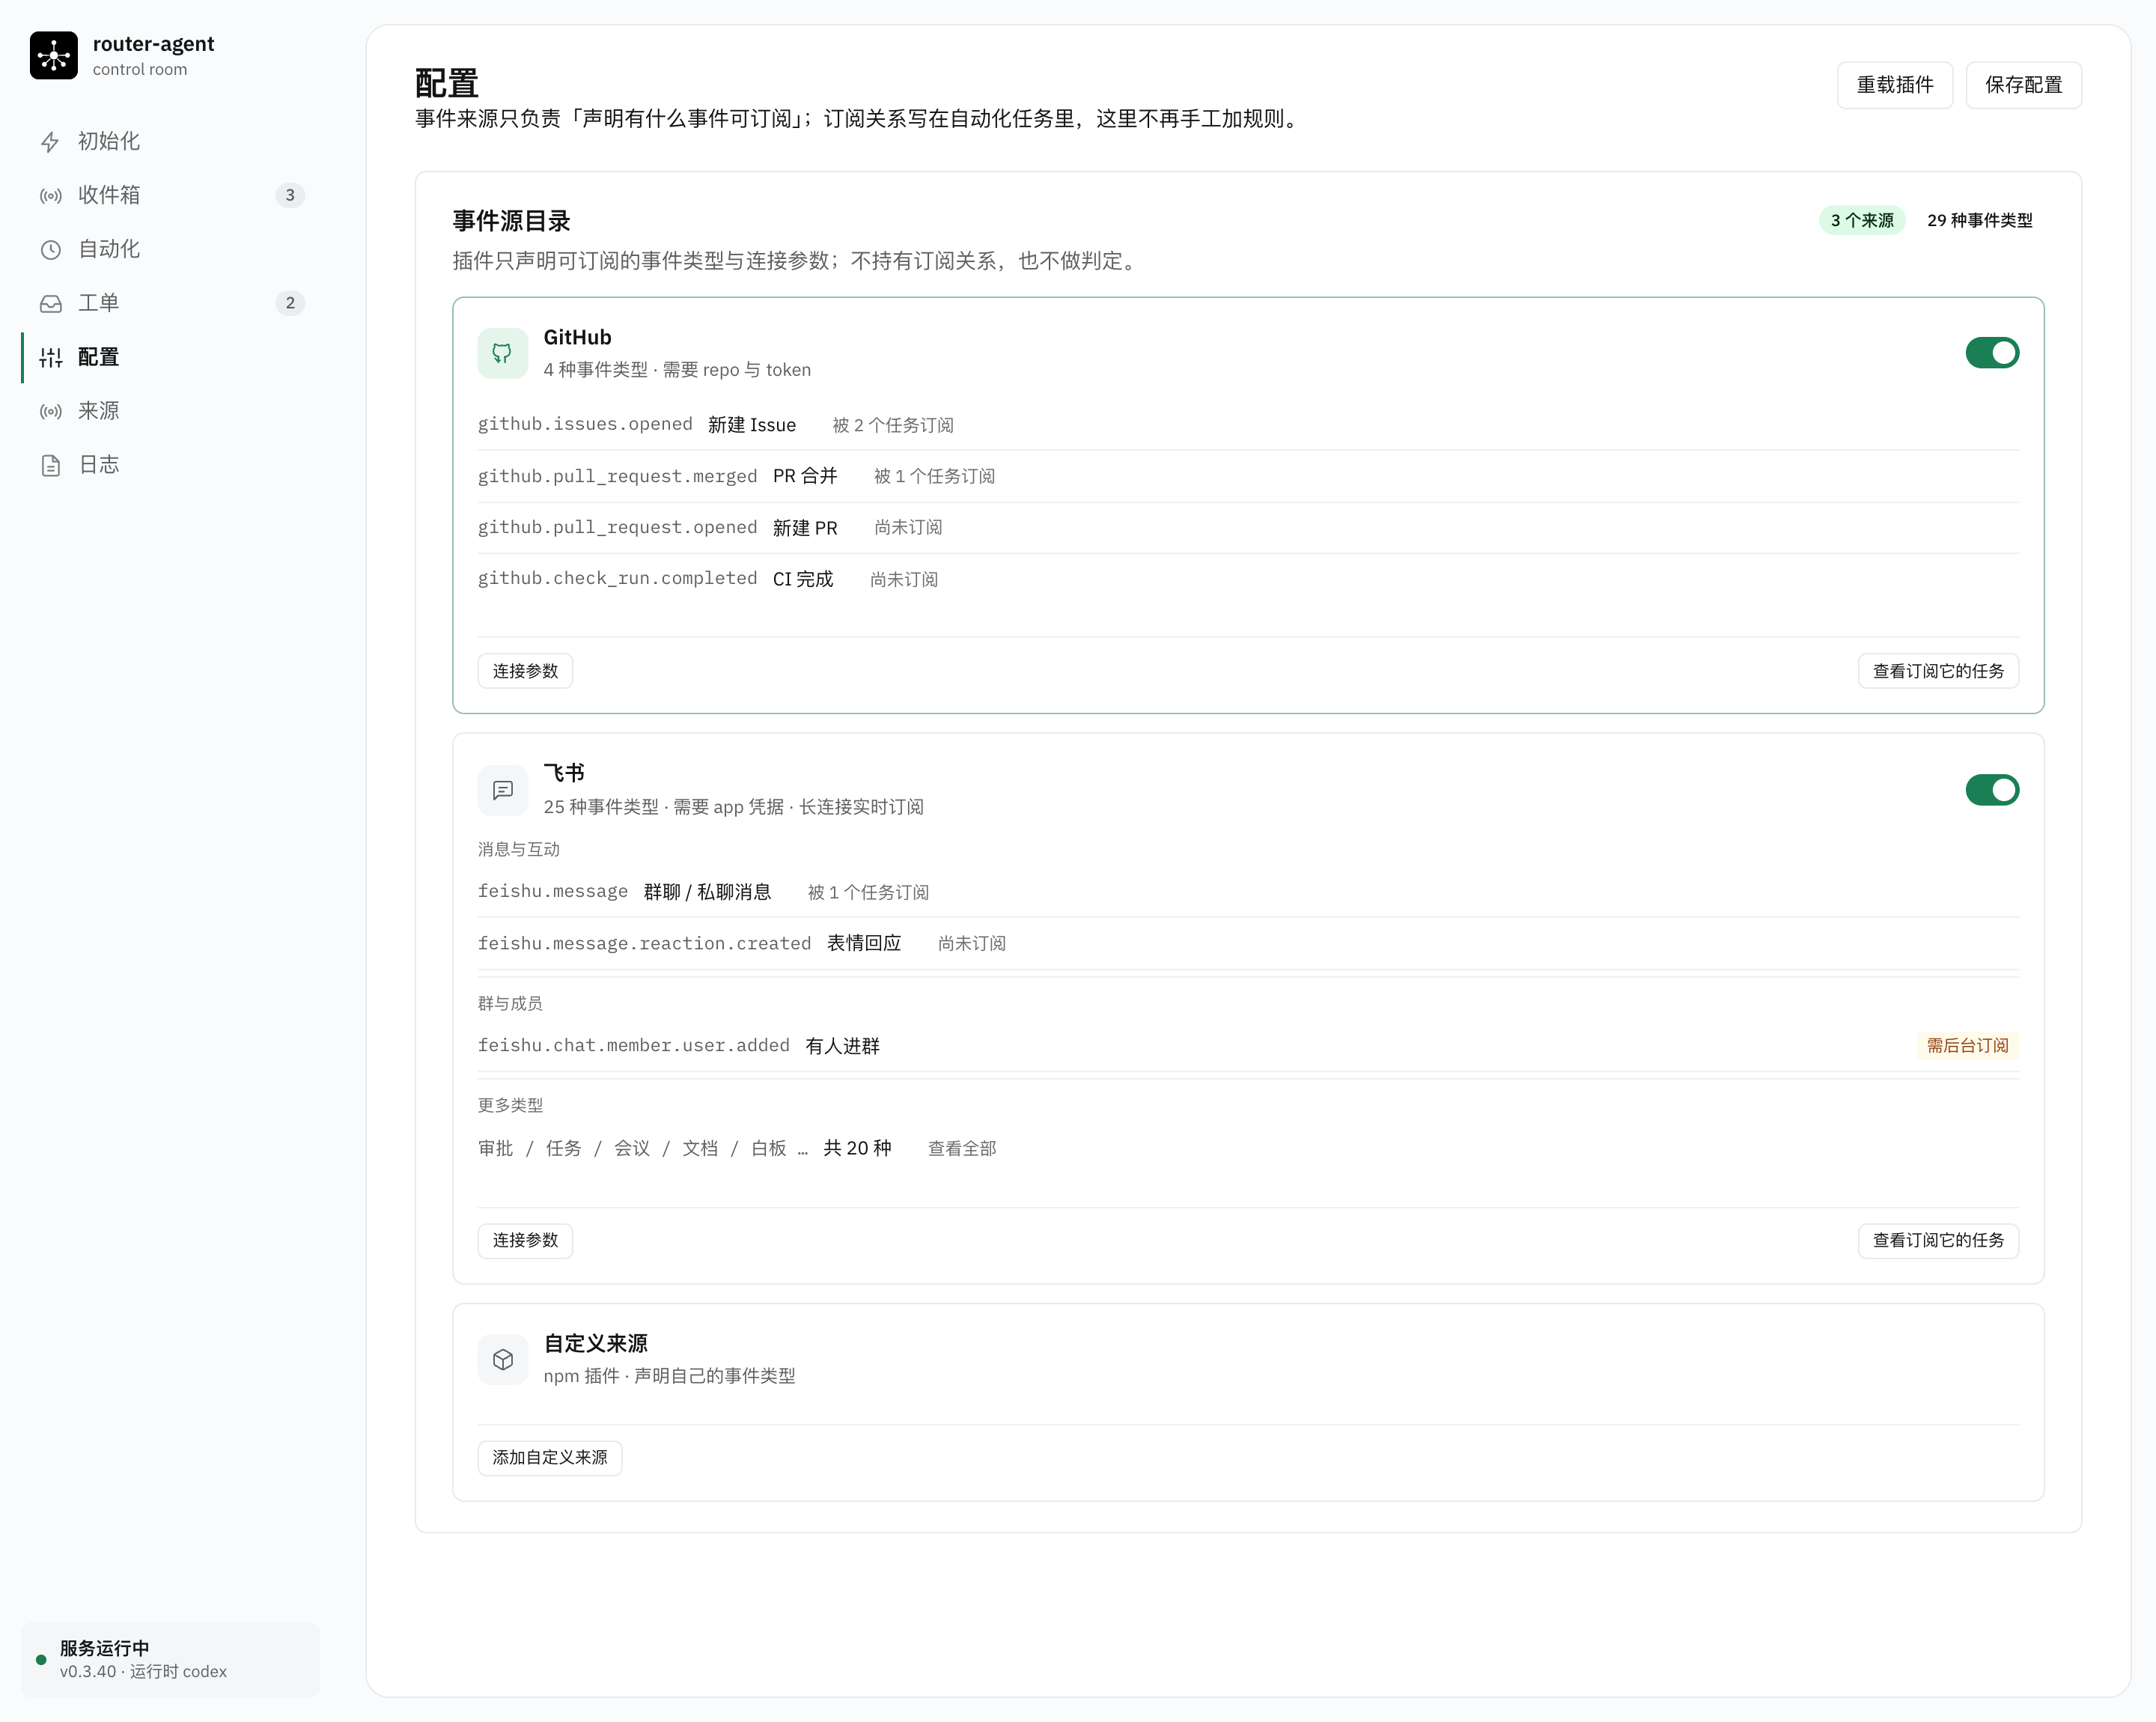 router-agent
control room
初始化
收件箱 3
自动化
工单 2
配置
来源
日志
服务运行中
v0.3.40 · 运行时 codex
配置
事件来源只负责「声明有什么事件可订阅」；订阅关系写在自动化任务里，这里不再手工加规则。
重载插件 保存配置
事件源目录
3 个来源 29 种事件类型
插件只声明可订阅的事件类型与连接参数；不持有订阅关系，也不做判定。
GitHub
4 种事件类型 · 需要 repo 与 token
github.issues.opened 新建 Issue 被 2 个任务订阅
github.pull_request.merged PR 合并 被 1 个任务订阅
github.pull_request.opened 新建 PR 尚未订阅
github.check_run.completed CI 完成 尚未订阅
连接参数 查看订阅它的任务
飞书
25 种事件类型 · 需要 app 凭据 · 长连接实时订阅
消息与互动
feishu.message 群聊 / 私聊消息 被 1 个任务订阅
feishu.message.reaction.created 表情回应 尚未订阅
群与成员
feishu.chat.member.user.added 有人进群 需后台订阅
更多类型
审批 / 任务 / 会议 / 文档 / 白板 … 共 20 种 查看全部
连接参数 查看订阅它的任务
自定义来源
npm 插件 · 声明自己的事件类型
添加自定义来源